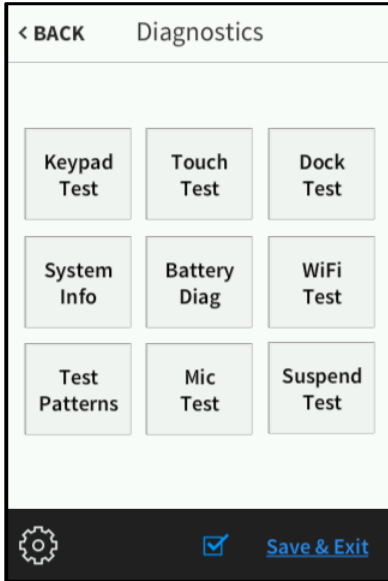 < BACK Diagnostics
Keypad Test
Touch Test
Dock Test
System Info
Battery Diag
WiFi Test
Test Patterns
Mic Test
Suspend Test
Save & Exit